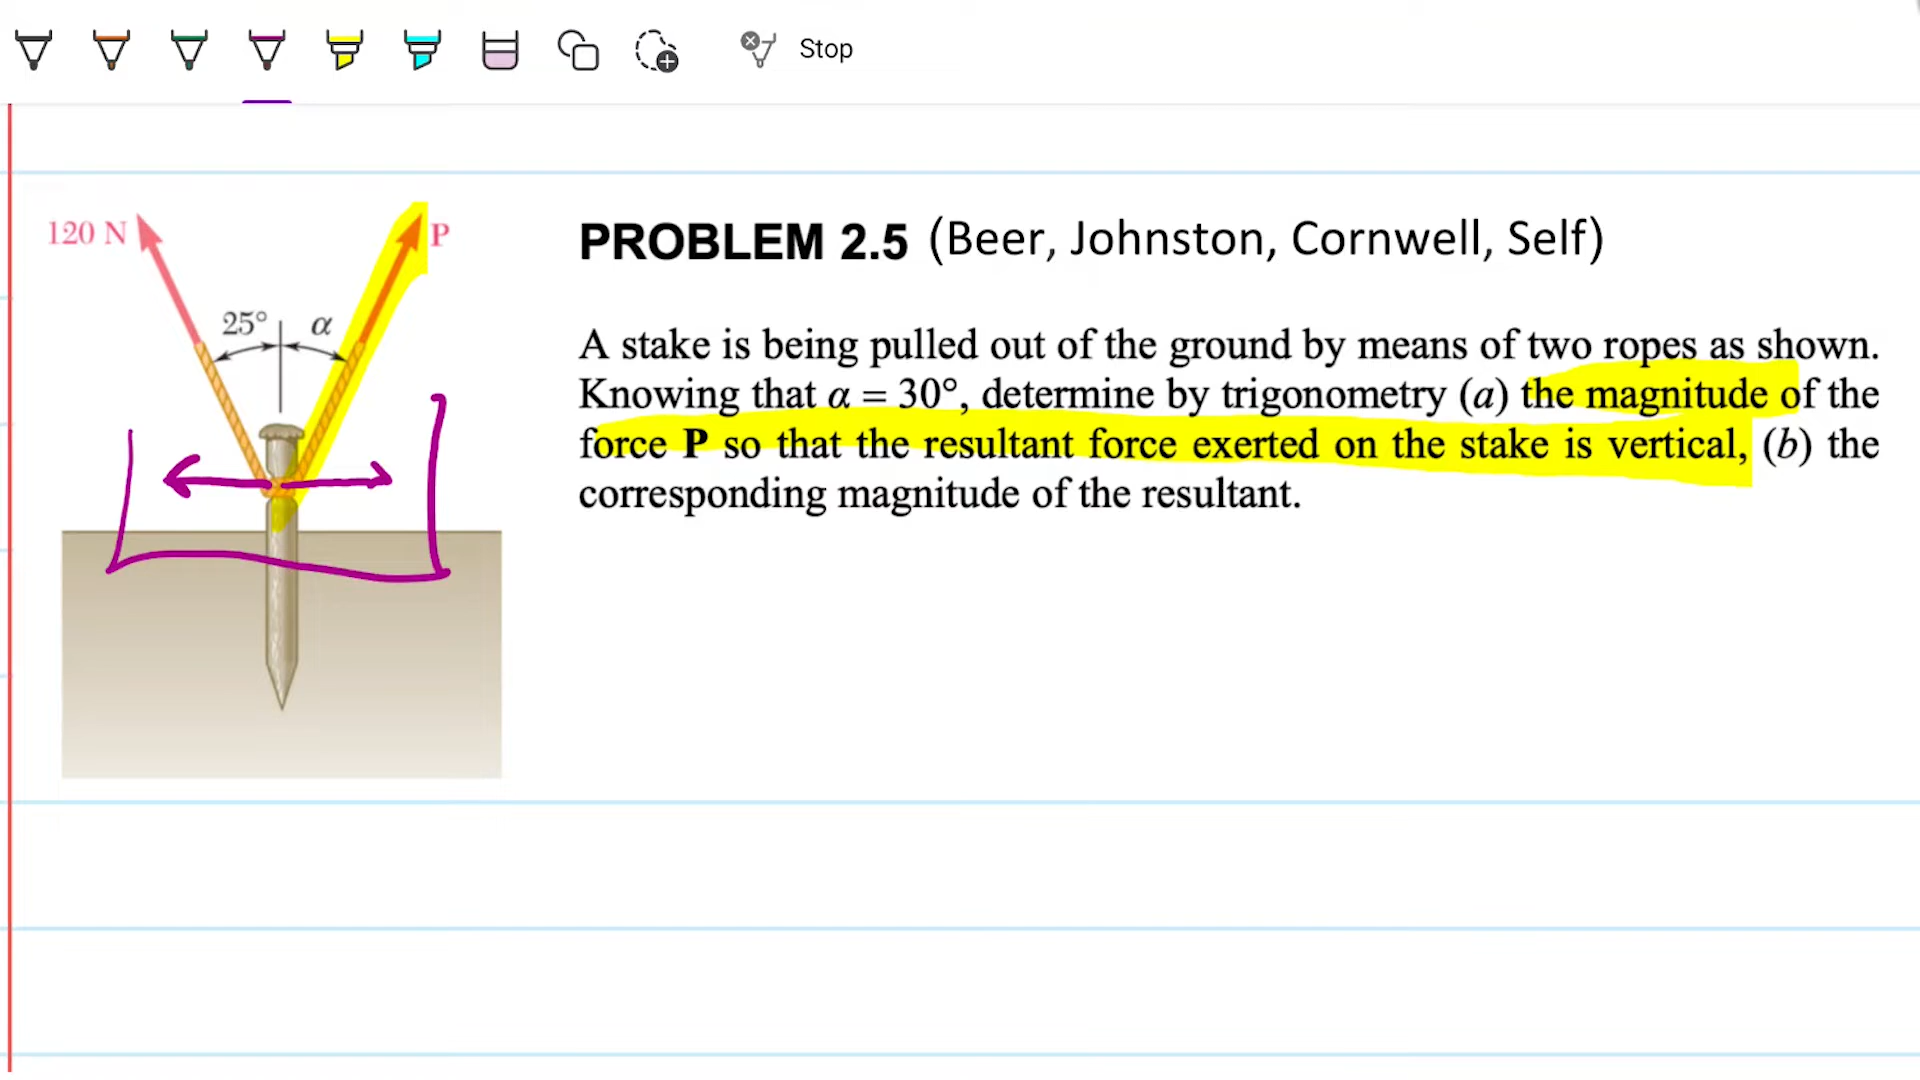 Stop
120 N
P
25°
α
PROBLEM 2.5 (Beer, Johnston, Cornwell, Self)
A stake is being pulled out of the ground by means of two ropes as shown.
Knowing that α = 30°, determine by trigonometry (a) the magnitude of the
force P so that the resultant force exerted on the stake is vertical, (b) the
corresponding magnitude of the resultant.